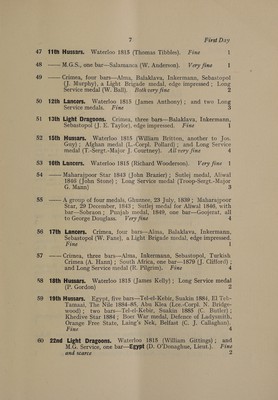 7 First Day
47 11th Hussars. Waterloo 1815 (Thomas Tibbles). Fine 1
48 —— M.G.S., one bar—Salamanca (W. Anderson). Very fine 1
49 —— Crimea, four bars—Alma, Balaklava, Inkermann, Sebastopol
(J. Murphy), a Light Brigade medal, edge impressed; Long
Service medal (W. Ball). Both very fine 2
50 12th Lancers. Waterloo 1815 (James Anthony); and two Long
Service medals. Fine 3
51 13th Light Dragoons. Crimea, three bars—Balaklava, Inkermann,
Sebastopol (J. E. Taylor), edge impressed. Fine 1
52 15th Hussars. Waterloo 1815 (William Britton, another to Jos.
Guy); Afghan medal (L.-Corpl. Pollard); and Long Service
medal (T.-Sergt.-Major J. Courtney). All very fine 4
53 16th Lancers. Waterloo 1815 (Richard Wooderson). Very fine 1
54 —— Maharajpoor Star 1843 (John Brazier); Sutlej medal, Aliwal
1846 (John Stone); Long Service medal (Troop-Sergt.-Major
G. Mann) 3
55 —— A group of four medals, Ghuznee, 23 July, 1839; Maharajpoor
Star, 29 December, 1843; Sutlej medal for Aliwal 1846, with
bar—Sobraon; Punjab medal, 1849, one bar—Goojerat, all
to George Douglass. Very fine 4
56 17th Lancers. Crimea, four bars—Alma, Balaklava, Inkermann,
Sebastopol (W. Fane), a Light Brigade medal, edge impressed.
Fine 1
57 —— Crimea, three bars—Alma, Inkermann, Sebastopol, Turkish
Crimea (A. Hann); South Africa, one bar—1879 (J. Clifford);
and Long Service medal (R. Pilgrim). Fine 4
58 18th Hussars. Waterloo 1815 (James Kelly); Long Service medal
(P. Gordon) 2
59 19th Hussars. Egypt, five bars—Tel-el-Kebir, Suakin 1884, El Teb-
Tamaai, The Nile 1884-85, Abu Klea (Lce.-Corpl. N. Bridge-
wood); two bars—Tel-el-Kebir, Suakin 1885 (C. Butler);
Khedive Star 1884; Boer War medal, Defence of Ladysmith,
Orange Free State, Laing's Nek, Belfast (C. J. Callaghan).
Fine 4
60 22nd Light Dragoons. Waterloo 1815 (William Gittings); and
M.G. Service, one bar—Egypt (D. O'Donaghue, Lieut.). Fine
and scarce 2